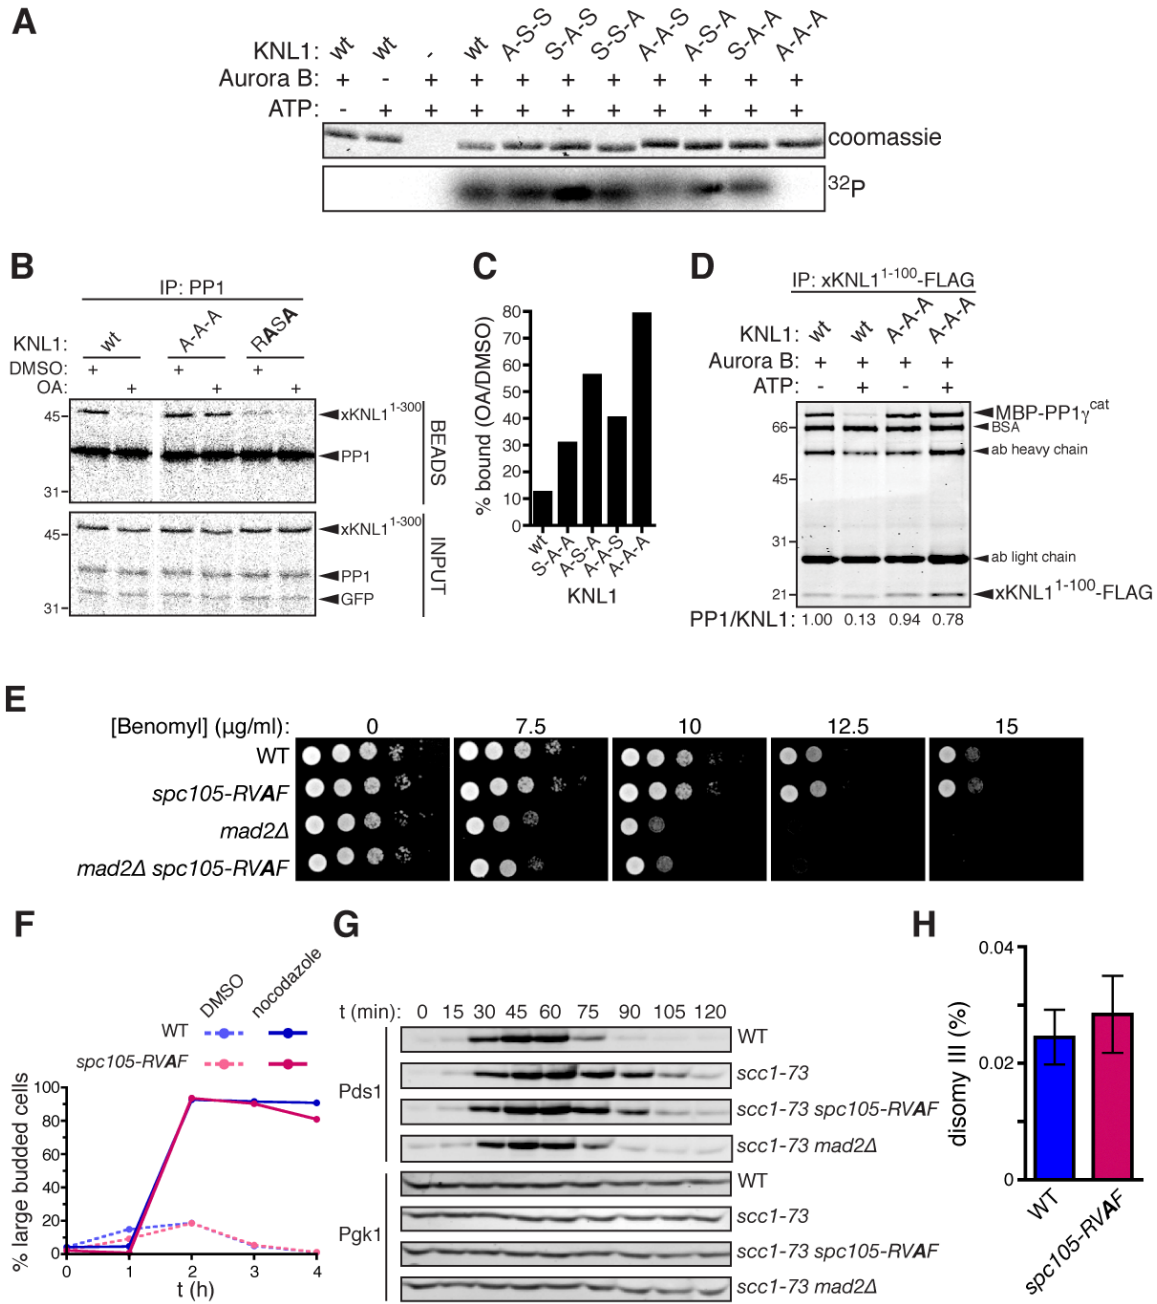 A
KNL1: wt wt - wt A-S-S S-A-S S-S-A A-A-S A-S-A S-A-A A-A-A
Aurora B: + - + + + + + + + + +
ATP: - + + + + + + + + + +
coomassie
32P
B
IP: PP1
KNL1: wt A-A-A RASA
DMSO: + + +
OA: + + +
45
xKNL1 1-300
PP1
31
BEADS
45
xKNL1 1-300
PP1
GFP
31
INPUT
C
% bound (OA/DMSO)
80
70
60
50
40
30
20
10
0
wt S-A-A A-S-A A-A-S A-A-A
KNL1
D
IP: xKNL1 1-100-FLAG
KNL1: wt wt A-A-A A-A-A
Aurora B: + + + +
ATP: - + - +
MBP-PP1γ cat
66
BSA
ab heavy chain
45
31
ab light chain
21
xKNL1 1-100-FLAG
PP1/KNL1: 1.00 0.13 0.94 0.78
E
[Benomyl] (µg/ml): 0 7.5 10 12.5 15
WT
spc105-RVAF
mad2Δ
mad2Δ spc105-RVAF
F
DMSO nocodazole
WT
spc105-RVAF
% large budded cells
100
80
60
40
20
0
0 1 2 3 4
t (h)
G
t (min): 0 15 30 45 60 75 90 105 120
Pds1
WT
scc1-73
scc1-73 spc105-RVAF
scc1-73 mad2Δ
Pgk1
WT
scc1-73
scc1-73 spc105-RVAF
scc1-73 mad2Δ
H
disomy III (%)
0.04
0.02
0
WT
spc105-RVAF